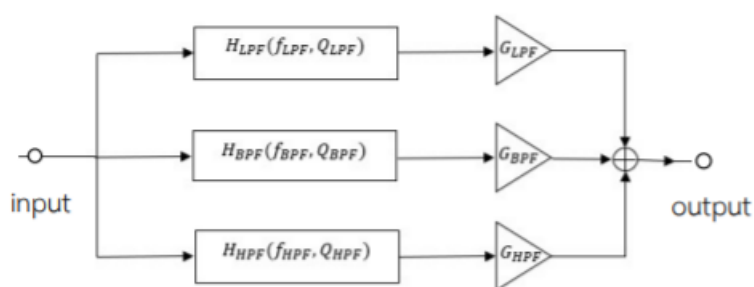 H_LPF(f_LPF, Q_LPF)
G_LPF
H_BPF(f_BPF, Q_BPF)
G_BPF
input
output
H_HPF(f_HPF, Q_HPF)
G_HPF